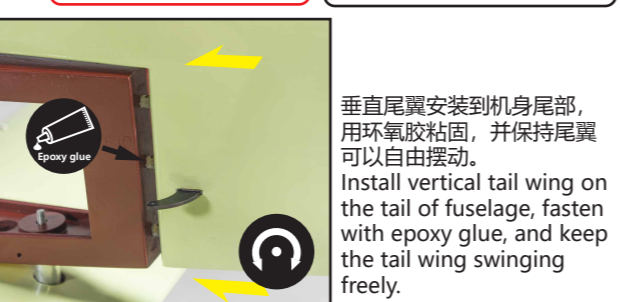 Epoxy glue
垂直尾翼安装到机身尾部，
用环氧胶粘固，并保持尾翼
可以自由摆动。
Install vertical tail wing on
the tail of fuselage, fasten
with epoxy glue, and keep
the tail wing swinging
freely.